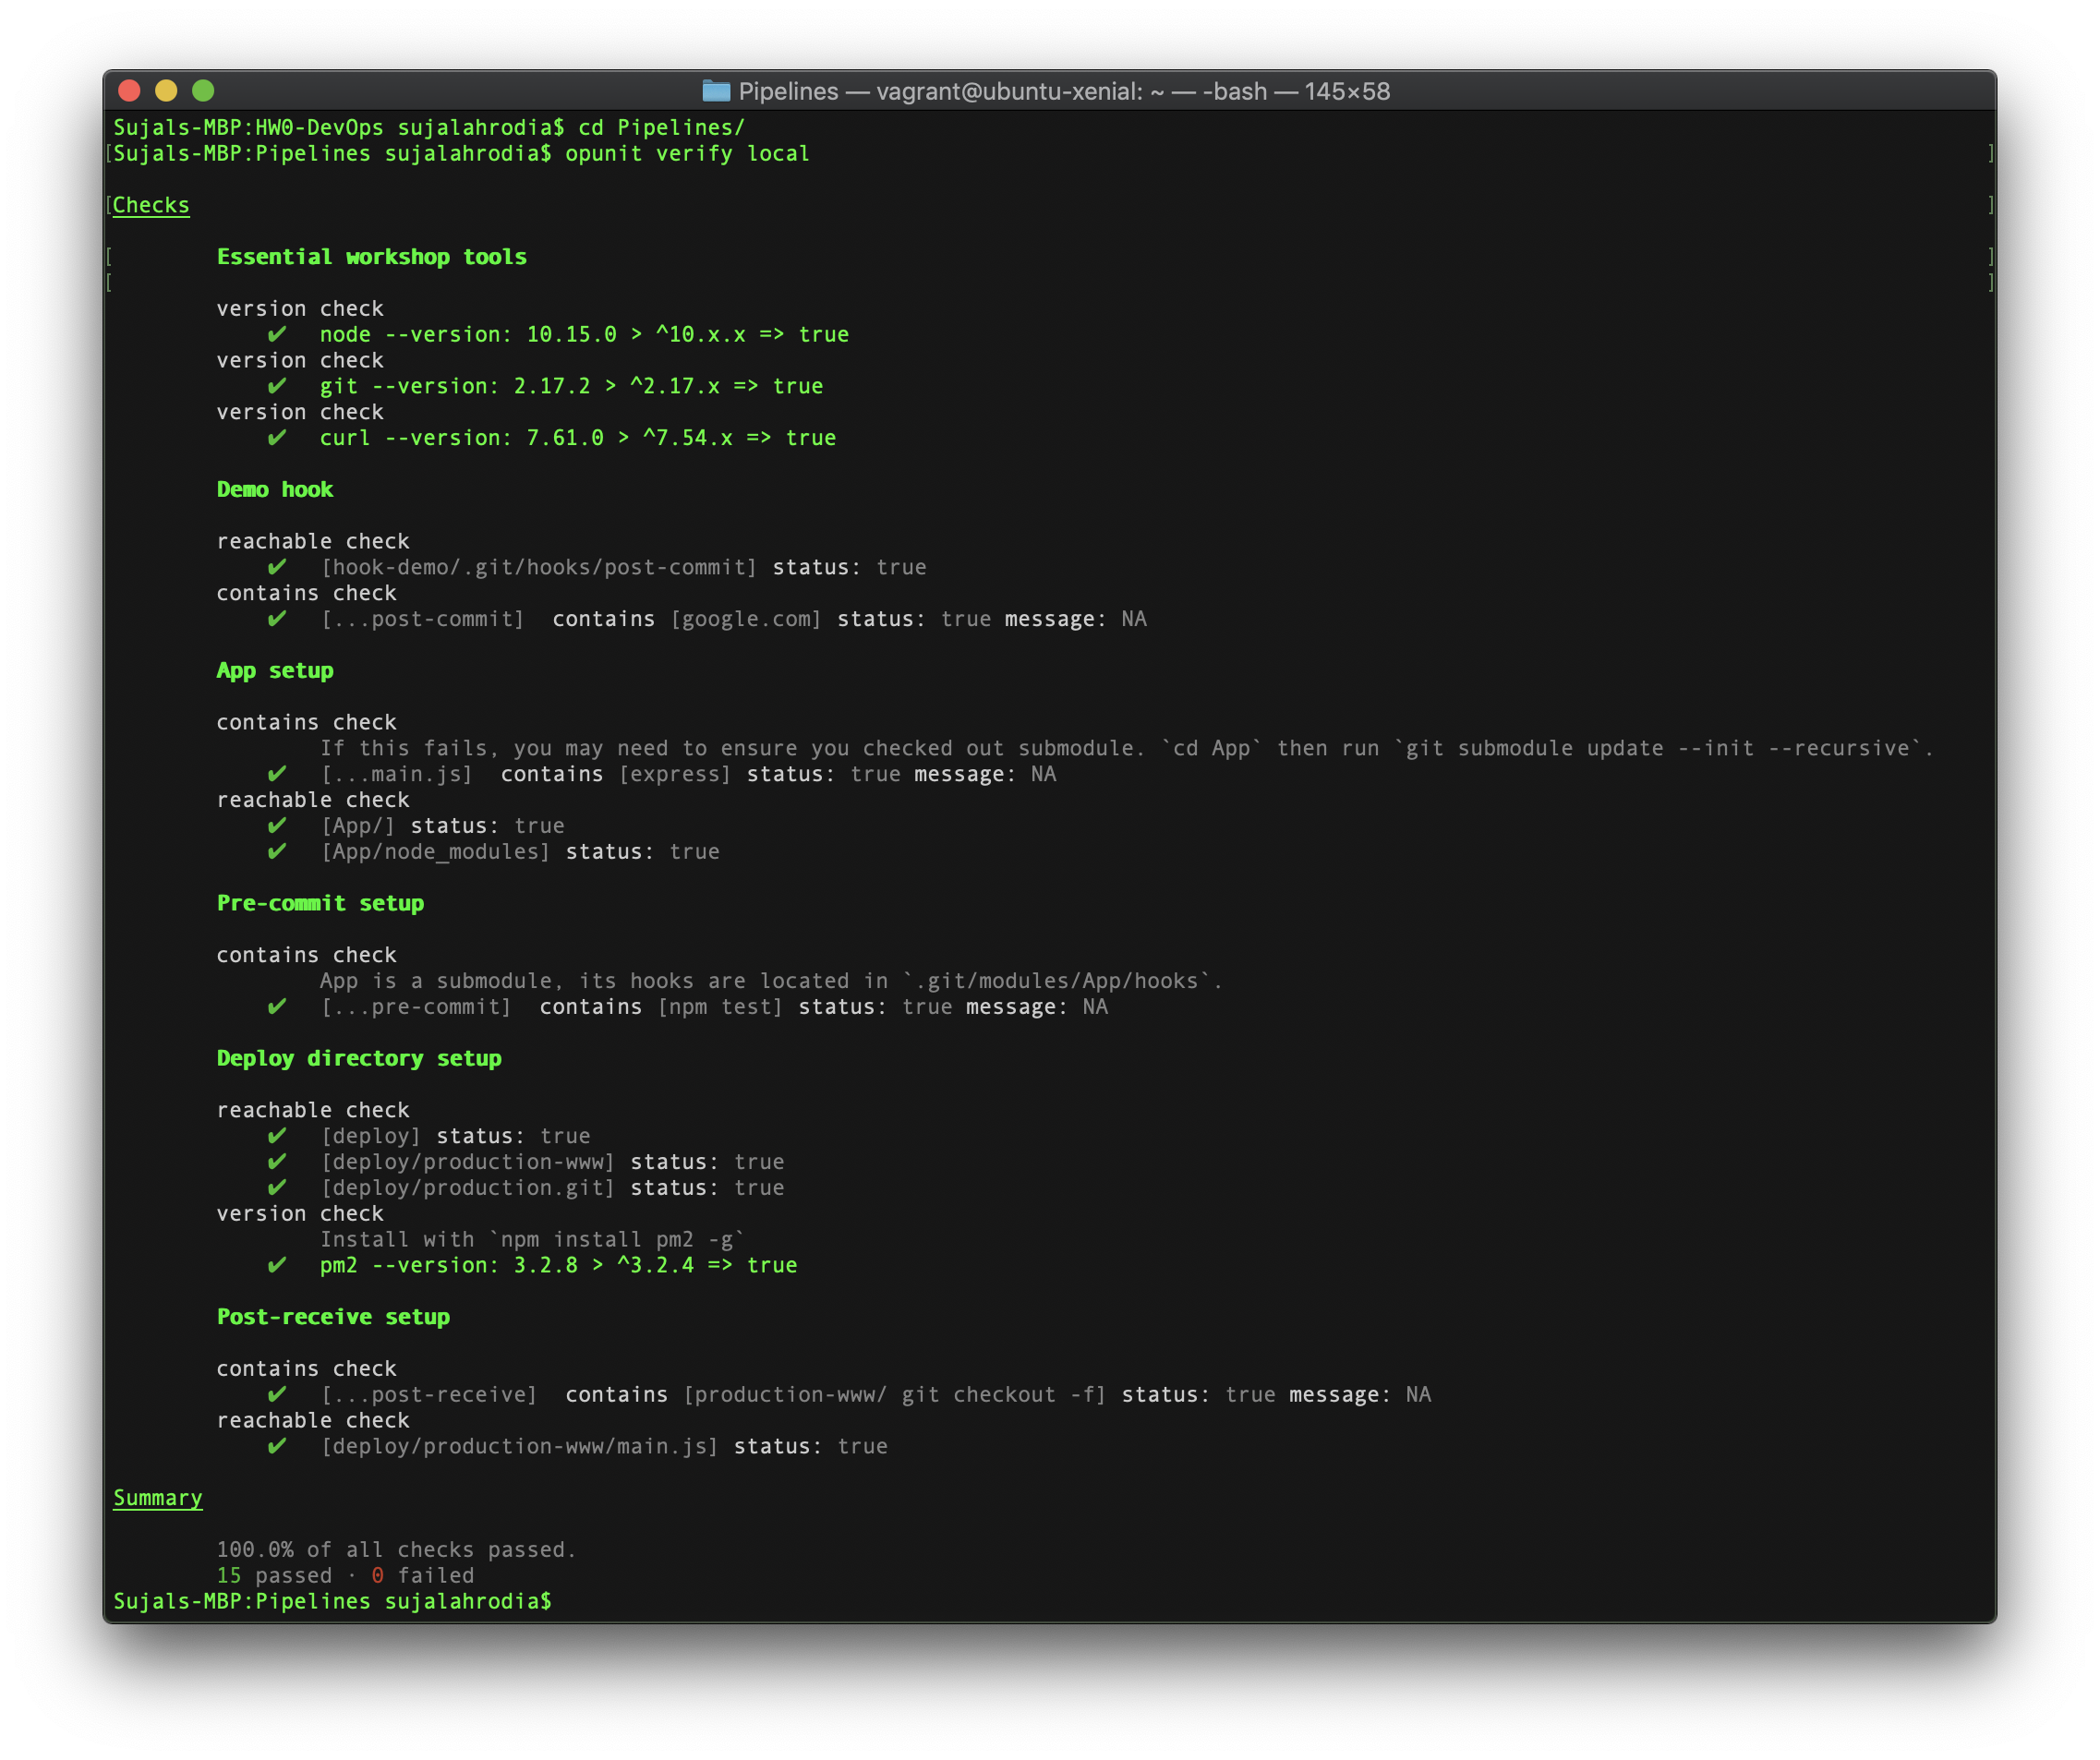 Pipelines — vagrant@ubuntu-xenial: ~ — -bash — 145×58
Sujals-MBP:HW0-DevOps sujalahrodia$ cd Pipelines/
[Sujals-MBP:Pipelines sujalahrodia$ opunit verify local ]
[Checks ]
[ Essential workshop tools ]
[ ]
version check
✔ node --version: 10.15.0 > ^10.x.x => true
version check
✔ git --version: 2.17.2 > ^2.17.x => true
version check
✔ curl --version: 7.61.0 > ^7.54.x => true
Demo hook
reachable check
✔ [hook-demo/.git/hooks/post-commit] status: true
contains check
✔ [...post-commit] contains [google.com] status: true message: NA
App setup
contains check
If this fails, you may need to ensure you checked out submodule. `cd App` then run `git submodule update --init --recursive`.
✔ [...main.js] contains [express] status: true message: NA
reachable check
✔ [App/] status: true
✔ [App/node_modules] status: true
Pre-commit setup
contains check
App is a submodule, its hooks are located in `.git/modules/App/hooks`.
✔ [...pre-commit] contains [npm test] status: true message: NA
Deploy directory setup
reachable check
✔ [deploy] status: true
✔ [deploy/production-www] status: true
✔ [deploy/production.git] status: true
version check
Install with `npm install pm2 -g`
✔ pm2 --version: 3.2.8 > ^3.2.4 => true
Post-receive setup
contains check
✔ [...post-receive] contains [production-www/ git checkout -f] status: true message: NA
reachable check
✔ [deploy/production-www/main.js] status: true
Summary
100.0% of all checks passed.
15 passed · 0 failed
Sujals-MBP:Pipelines sujalahrodia$